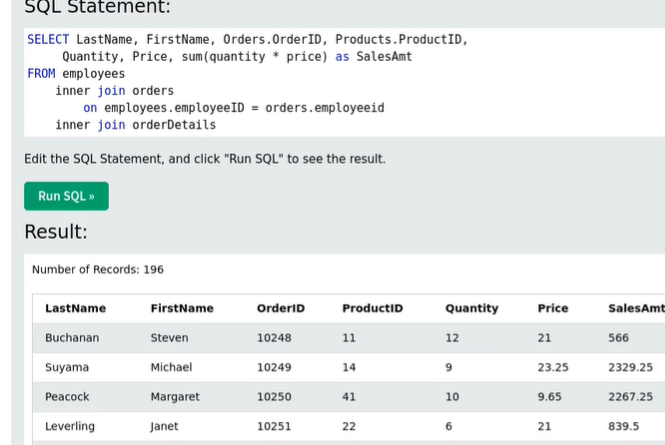 SQL Statement:
SELECT LastName, FirstName, Orders.OrderID, Products.ProductID,
Quantity, Price, sum(quantity * price) as SalesAmt
FROM employees
inner join orders
on employees.employeeID = orders.employeeid
inner join orderDetails
Edit the SQL Statement, and click "Run SQL" to see the result.
Run SQL »
Result:
Number of Records: 196
LastName FirstName OrderID ProductID Quantity Price SalesAmt
Buchanan Steven 10248 11 12 21 566
Suyama Michael 10249 14 9 23.25 2329.25
Peacock Margaret 10250 41 10 9.65 2267.25
Leverling Janet 10251 22 6 21 839.5